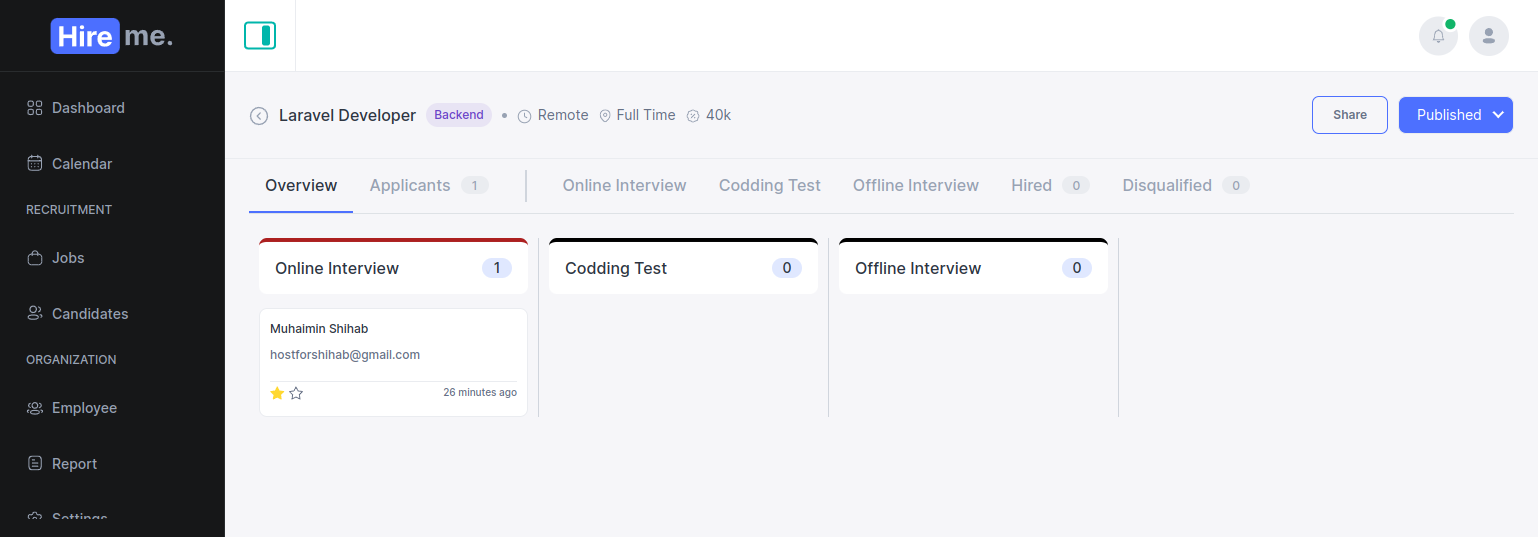 Hire me.
Dashboard
Calendar
RECRUITMENT
Jobs
Candidates
ORGANIZATION
Employee
Report
Settings
Laravel Developer Backend • Remote Full Time 40k
Share
Published
Overview Applicants 1 Online Interview Codding Test Offline Interview Hired 0 Disqualified 0
Online Interview 1
Codding Test 0
Offline Interview 0
Muhaimin Shihab
hostforshihab@gmail.com
26 minutes ago